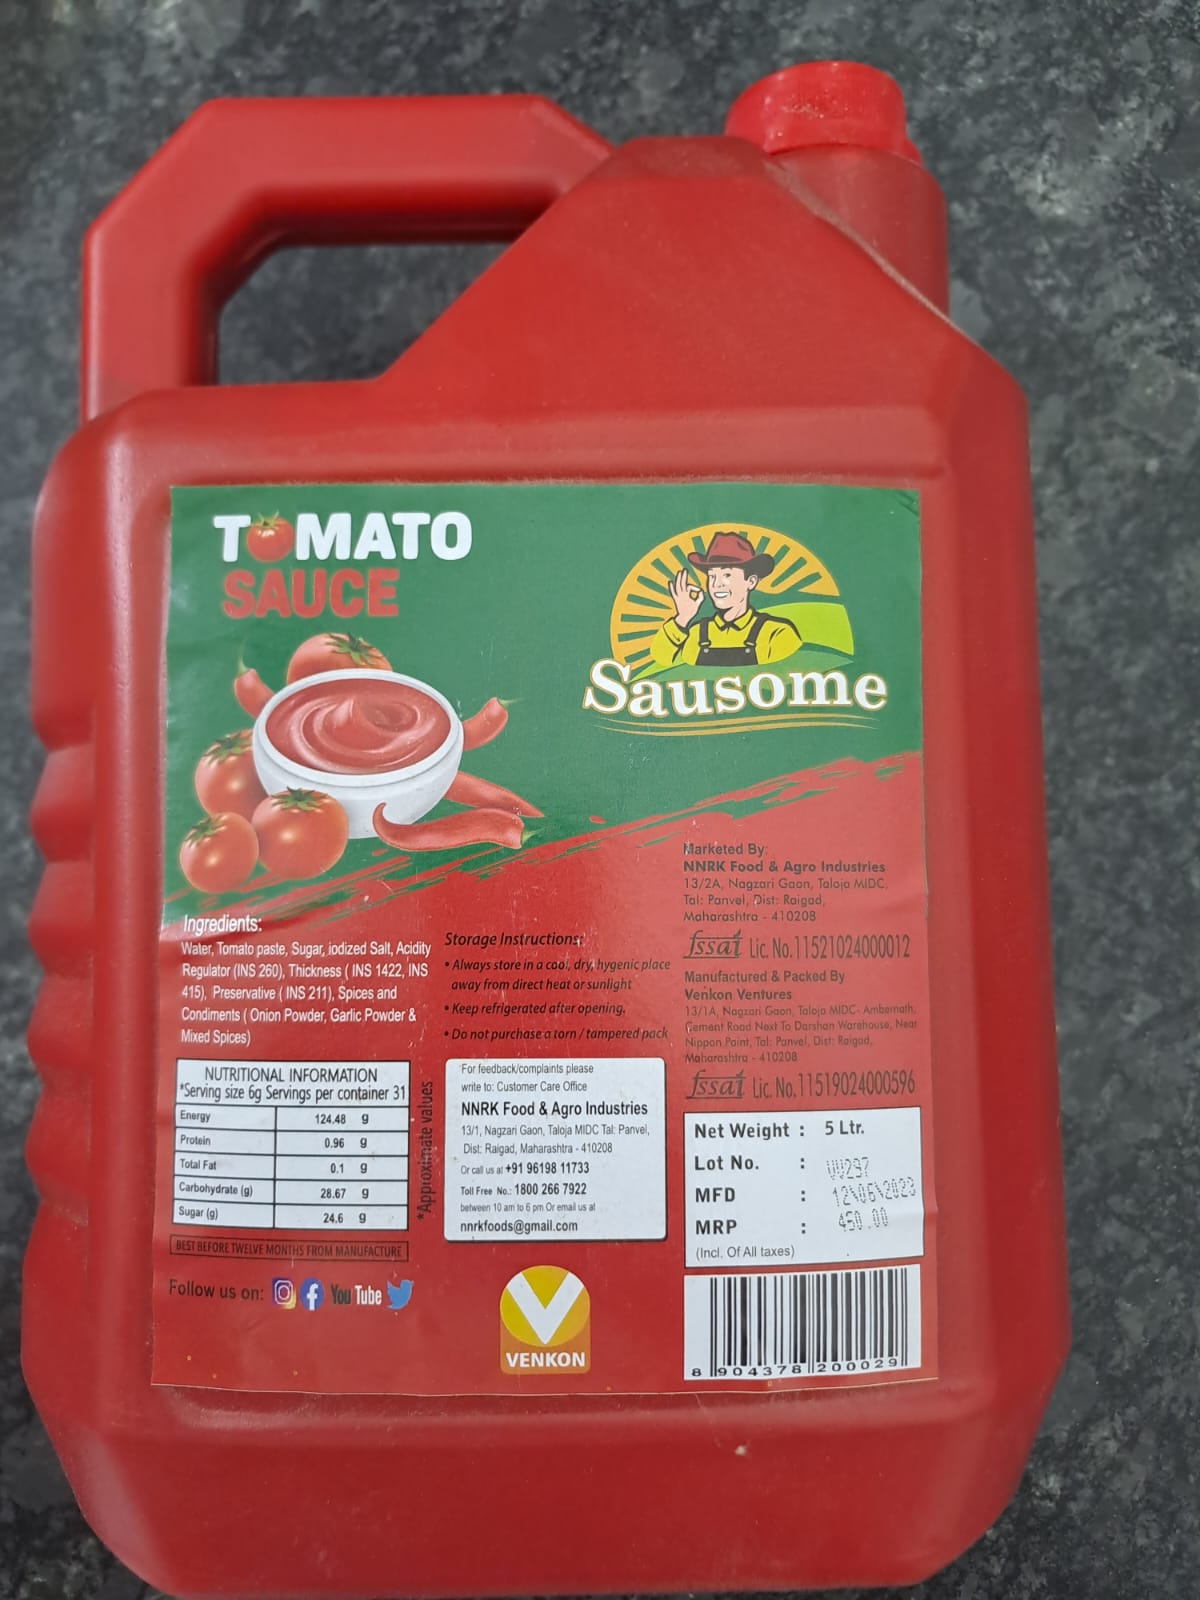 TOMATO
SAUCE
Sausome
Ingredients:
Water, Tomato paste, Sugar, iodized Salt, Acidity
Regulator (INS 260), Thickness ( INS 1422, INS
415), Preservative ( INS 211), Spices and
Condiments ( Onion Powder, Garlic Powder &
Mixed Spices)
NUTRITIONAL INFORMATION
*Serving size 6g Servings per container 31
Energy 124.48 g
Protein 0.96 g
Total Fat 0.1 g
Carbohydrate (g) 28.67 g
Sugar (g) 24.6 g
*Approximate values
BEST BEFORE TWELVE MONTHS FROM MANUFACTURE
Follow us on: You Tube
Storage Instructions:
• Always store in a cool, dry, hygenic place
away from direct heat or sunlight
• Keep refrigerated after opening.
• Do not purchase a torn / tampered pack
For feedback/complaints please
write to: Customer Care Office
NNRK Food & Agro Industries
13/1, Nagzari Gaon, Taloja MIDC Tal: Panvel,
Dist: Raigad, Maharashtra - 410208
Or call us at +91 96198 11733
Toll Free No.: 1800 266 7922
between 10 am to 6 pm Or email us at
nnrkfoods@gmail.com
VENKON
Marketed By:
NNRK Food & Agro Industries
13/2A, Nagzari Gaon, Taloja MIDC,
Tal: Panvel, Dist: Raigad,
Maharashtra - 410208
fssai Lic. No.11521024000012
Manufactured & Packed By
Venkon Ventures
13/1A, Nagzari Gaon, Taloja MIDC- Ambernath,
Cement Road Next To Darshan Warehouse, Near
Nippon Paint, Tal: Panvel, Dist: Raigad,
Maharashtra - 410208
fssai Lic. No.11519024000596
Net Weight : 5 Ltr.
Lot No. : VV297
MFD : 12\06\2023
MRP : 450.00
(Incl. Of All taxes)
8 904378 200029